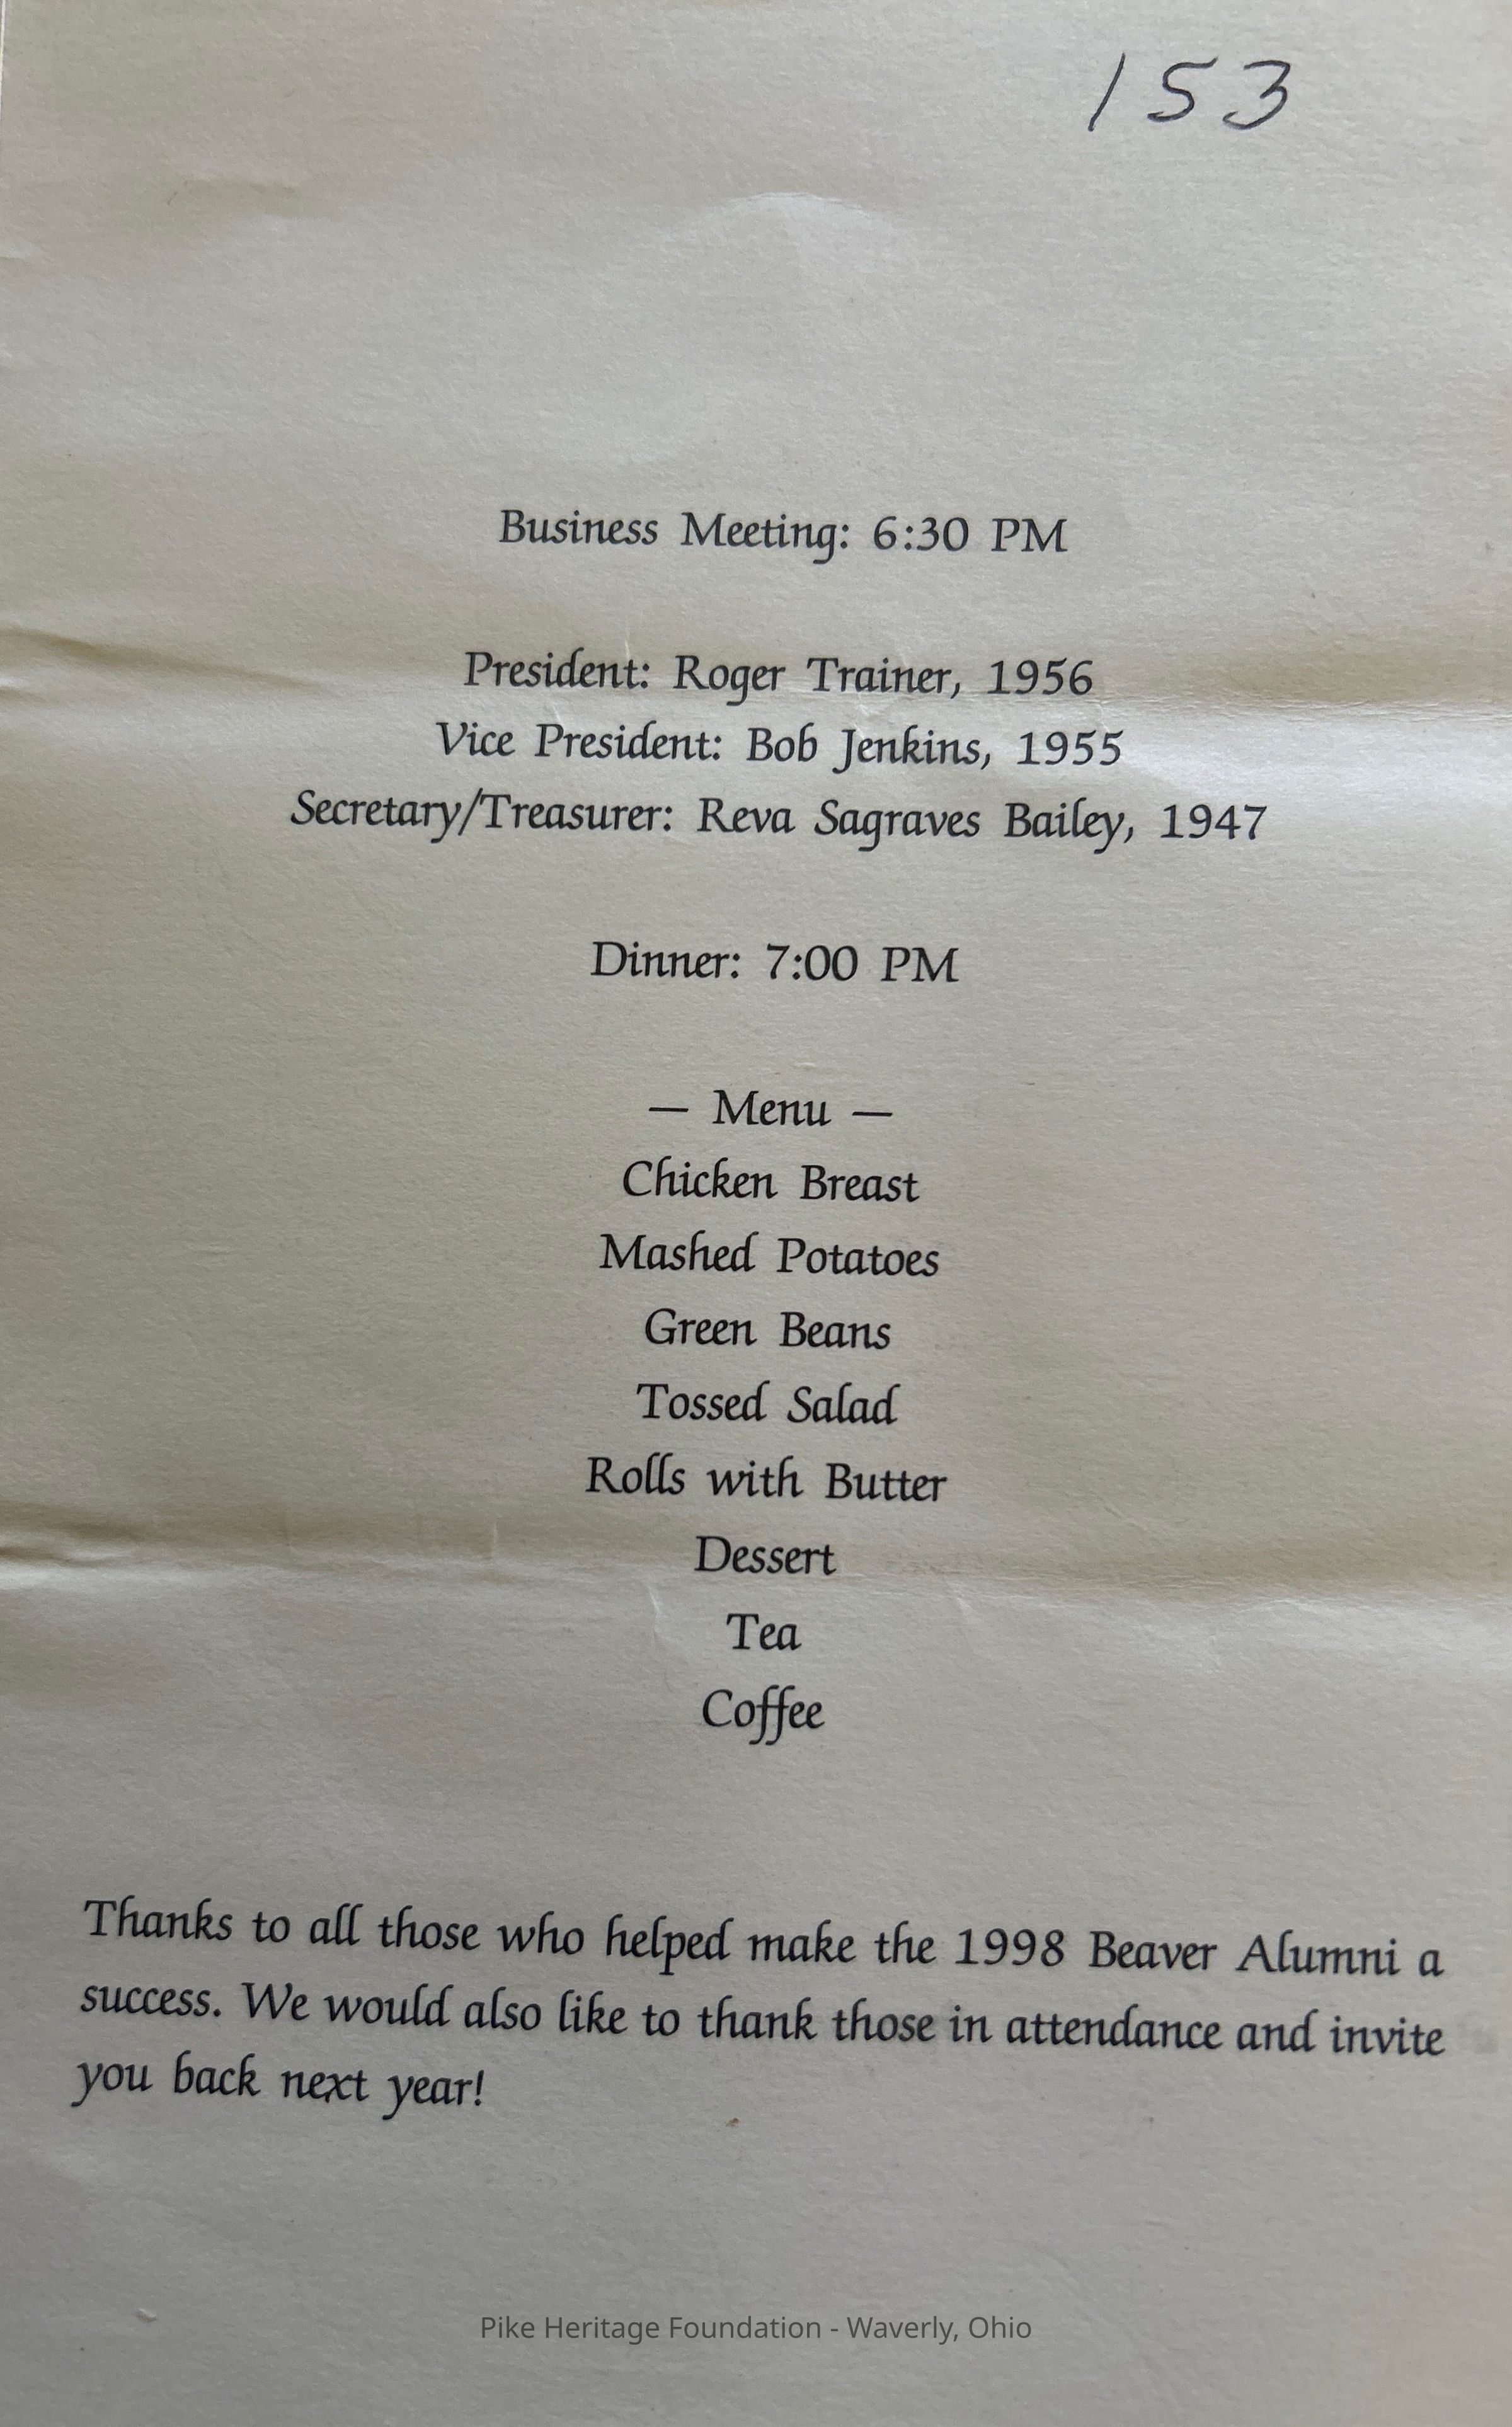 153
Business Meeting: 6:30 PM
President: Roger Trainer, 1956
Vice President: Bob Jenkins, 1955
Secretary/Treasurer: Reva Sagraves Bailey, 1947
Dinner: 7:00 PM
— Menu —
Chicken Breast
Mashed Potatoes
Green Beans
Tossed Salad
Rolls with Butter
Dessert
Tea
Coffee
Thanks to all those who helped make the 1998 Beaver Alumni a
success. We would also like to thank those in attendance and invite
you back next year!
Pike Heritage Foundation - Waverly, Ohio